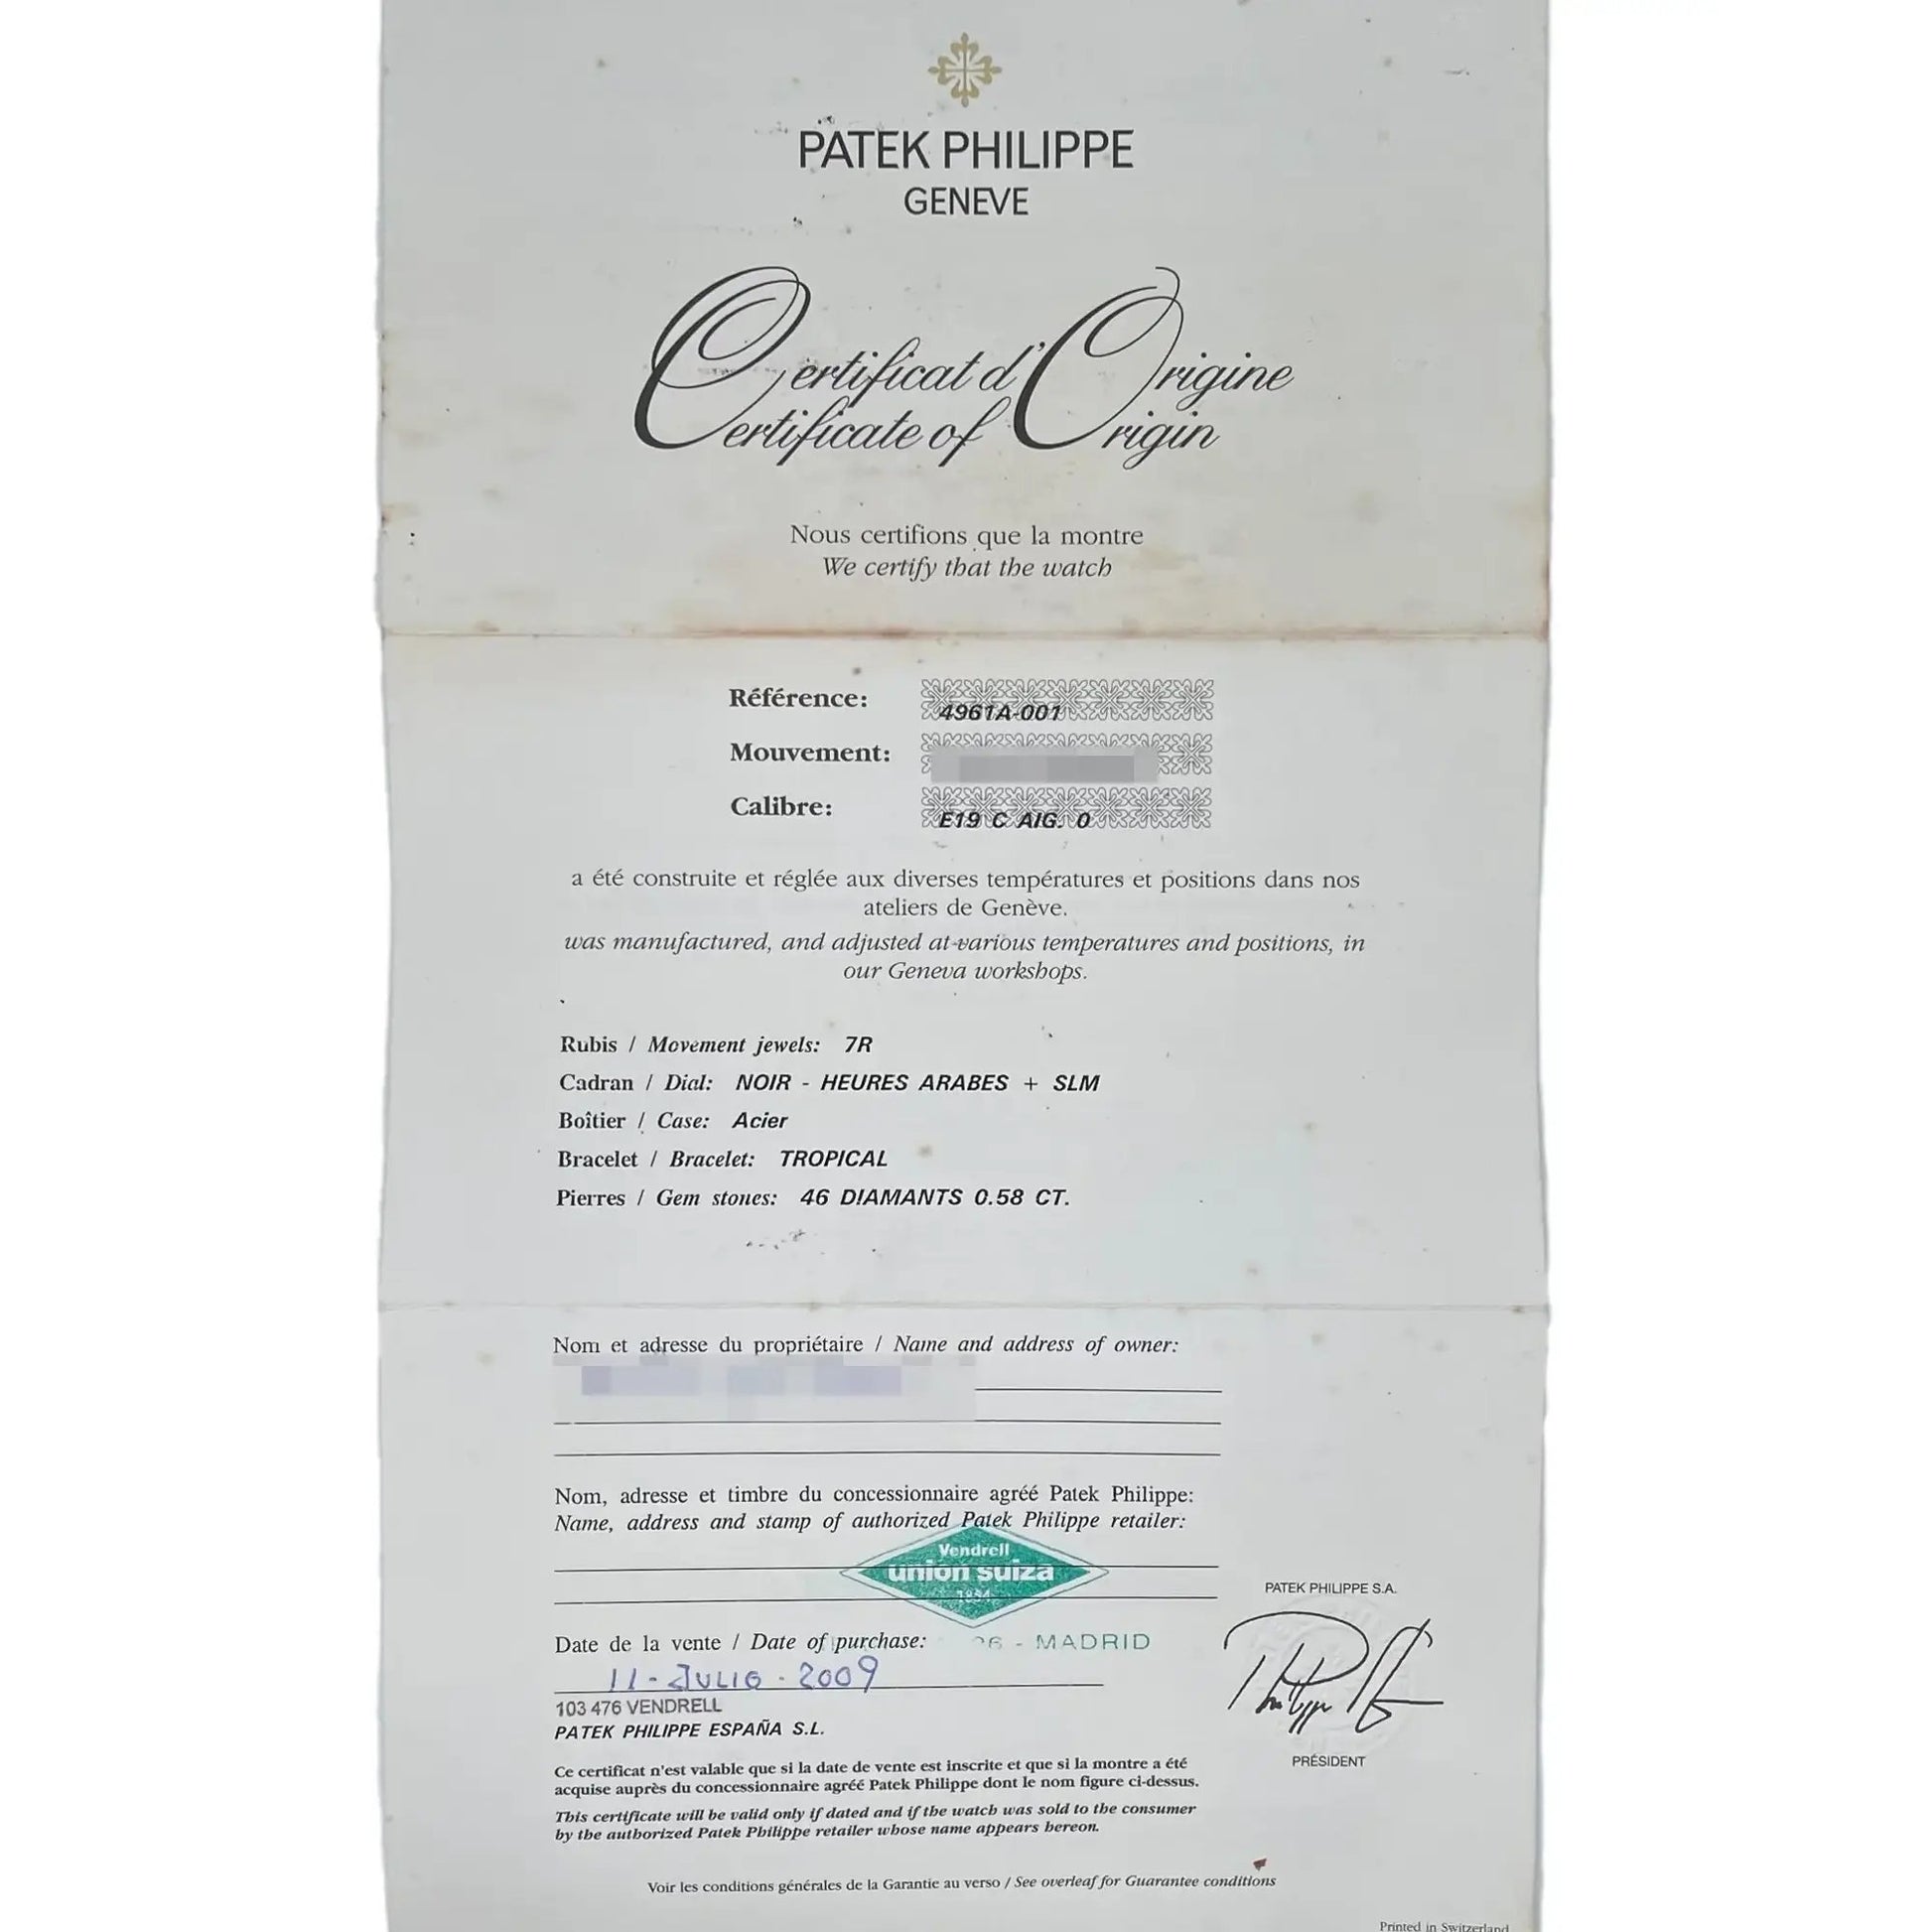 PATEK PHILIPPE
GENEVE
Certificat d'Origine
Certificate of Origin
Nous certifions que la montre
We certify that the watch
Référence: 4961A-001
Mouvement:
Calibre: E19 C AIG. 0
a été construite et réglée aux diverses températures et positions dans nos
ateliers de Genève.
was manufactured, and adjusted at various temperatures and positions, in
our Geneva workshops.
Rubis / Movement jewels: 7R
Cadran / Dial: NOIR - HEURES ARABES + SLM
Boîtier / Case: Acier
Bracelet / Bracelet: TROPICAL
Pierres / Gem stones: 46 DIAMANTS 0.58 CT.
Nom et adresse du propriétaire / Name and address of owner:
Nom, adresse et timbre du concessionnaire agréé Patek Philippe:
Name, address and stamp of authorized Patek Philippe retailer:
Vendrell
unión suiza
PATEK PHILIPPE S.A.
Date de la vente / Date of purchase: 06 - MADRID
11-JULIO-2009
103 476 VENDRELL
PATEK PHILIPPE ESPAÑA S.L.
PRÉSIDENT
Ce certificat n'est valable que si la date de vente est inscrite et que si la montre a été
acquise auprès du concessionnaire agréé Patek Philippe dont le nom figure ci-dessus.
This certificate will be valid only if dated and if the watch was sold to the consumer
by the authorized Patek Philippe retailer whose name appears hereon.
Voir les conditions générales de la Garantie au verso / See overleaf for Guarantee conditions
Printed in Switzerland